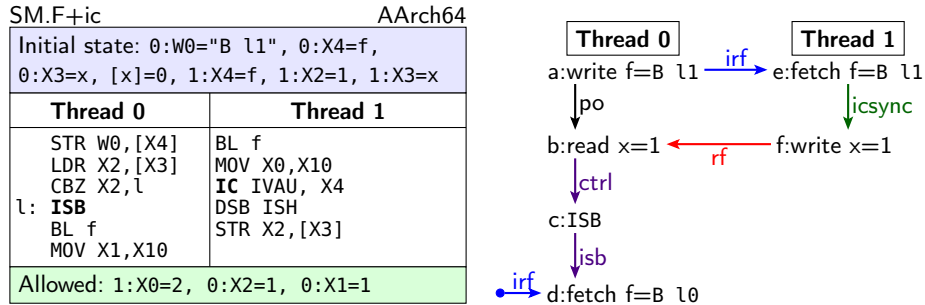 SM.F+ic AArch64
Initial state: 0:W0="B l1", 0:X4=f,
0:X3=x, [x]=0, 1:X4=f, 1:X2=1, 1:X3=x
Thread 0 Thread 1
STR W0,[X4] BL f
LDR X2,[X3] MOV X0,X10
CBZ X2,l IC IVAU, X4
l: ISB DSB ISH
BL f STR X2,[X3]
MOV X1,X10
Allowed: 1:X0=2, 0:X2=1, 0:X1=1
Thread 0 Thread 1
a:write f=B l1 irf e:fetch f=B l1
po icsync
b:read x=1 rf f:write x=1
ctrl
c:ISB
isb
irf d:fetch f=B l0